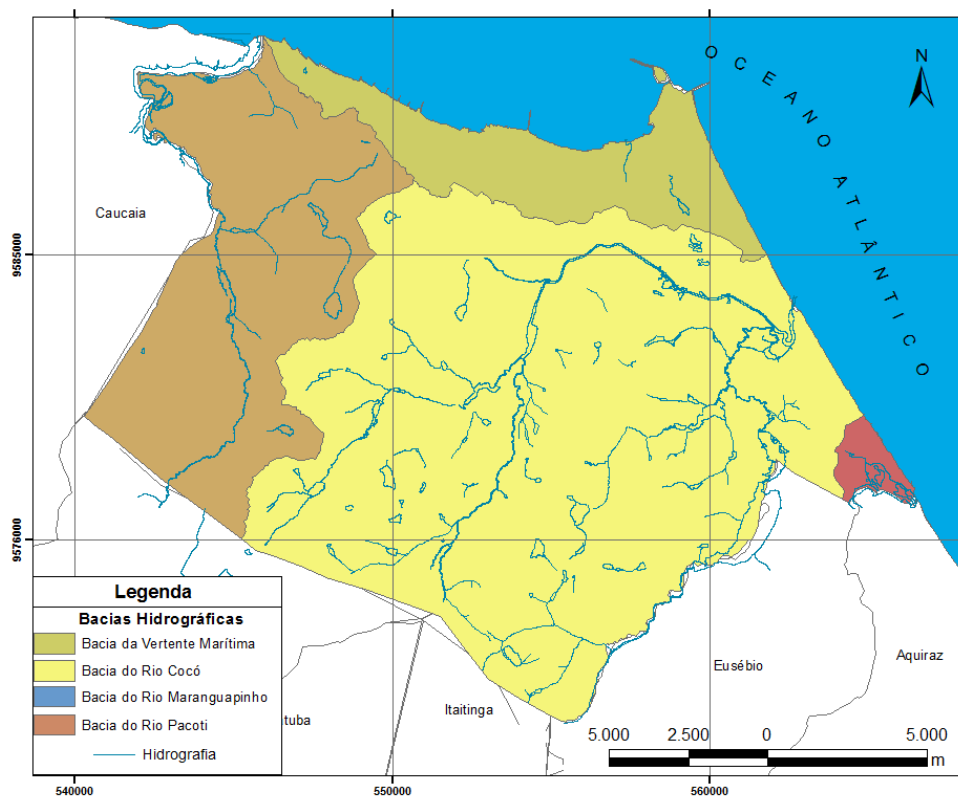 N
OCEANO ATLÂNTICO
Caucaia
9585000
9576000
Legenda
Bacias Hidrográficas
Bacia da Vertente Marítima
Bacia do Rio Cocó
Bacia do Rio Maranguapinho
Bacia do Rio Pacoti
Hidrografia
ituba
Itaitinga
Eusébio
Aquiraz
5.000 2.500 0 5.000
m
540000 550000 560000